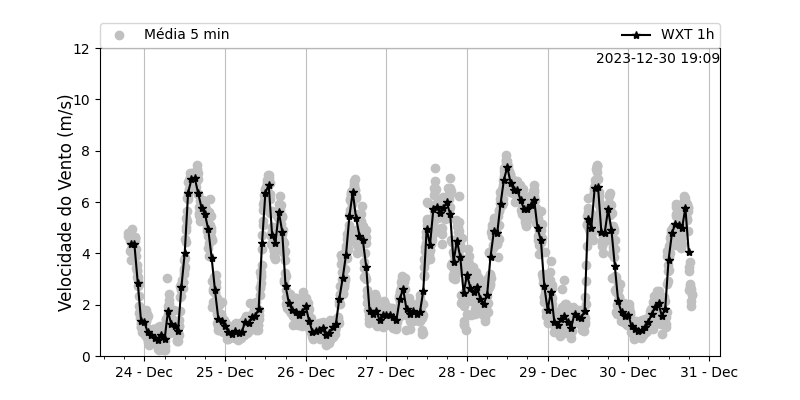 Média 5 min
WXT 1h
2023-12-30 19:09
Velocidade do Vento (m/s)
12
10
8
6
4
2
0
24 - Dec
25 - Dec
26 - Dec
27 - Dec
28 - Dec
29 - Dec
30 - Dec
31 - Dec